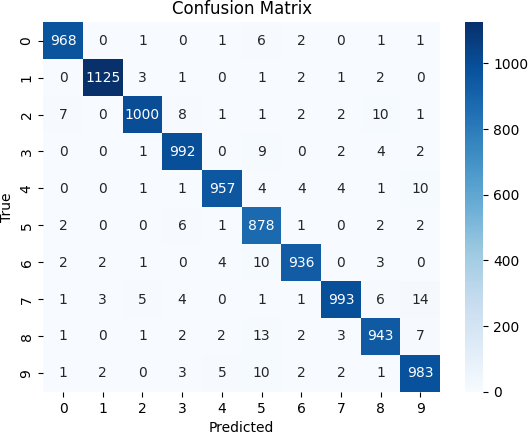 Confusion Matrix
0 968 0 1 0 1 6 2 0 1 1
1 0 1125 3 1 0 1 2 1 2 0
2 7 0 1000 8 1 1 2 2 10 1
3 0 0 1 992 0 9 0 2 4 2
4 0 0 1 1 957 4 4 4 1 10
5 2 0 0 6 1 878 1 0 2 2
6 2 2 1 0 4 10 936 0 3 0
7 1 3 5 4 0 1 1 993 6 14
8 1 0 1 2 2 13 2 3 943 7
9 1 2 0 3 5 10 2 2 1 983
0 1 2 3 4 5 6 7 8 9
Predicted
True
1000
800
600
400
200
0